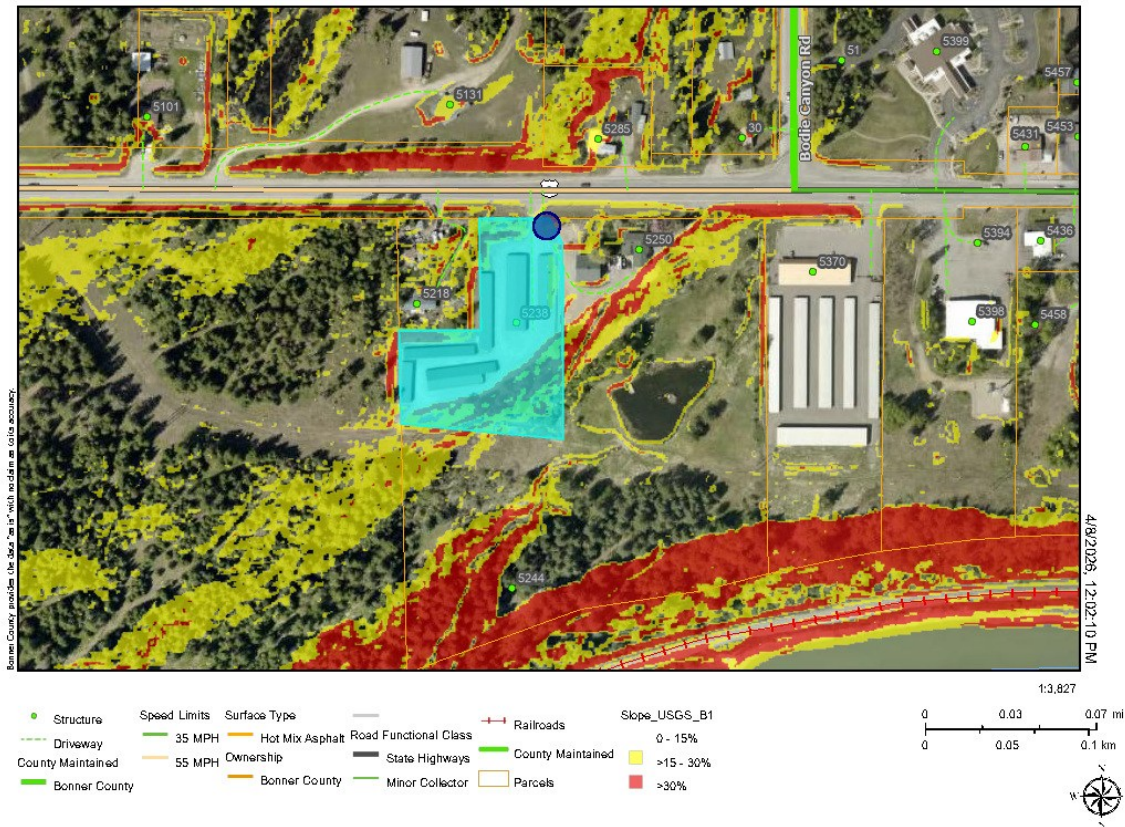 5101
5131
5285
30
Bodie Canyon Rd
51
5399
5457
5453
5431
5218
5238
5250
5370
5394
5436
5398
5458
5244
Bonner County provides the data "as is" with no claim as to its accuracy.
4/8/2026, 12:02:10 PM
1:3,827
Structure
Driveway
County Maintained
Bonner County
Speed Limits
35 MPH
55 MPH
Surface Type
Hot Mix Asphalt
Ownership
Bonner County
Road Functional Class
State Highways
Minor Collector
Railroads
County Maintained
Parcels
Slope_USGS_B1
0 - 15%
>15 - 30%
>30%
0 0.03 0.07 mi
0 0.05 0.1 km
N
W